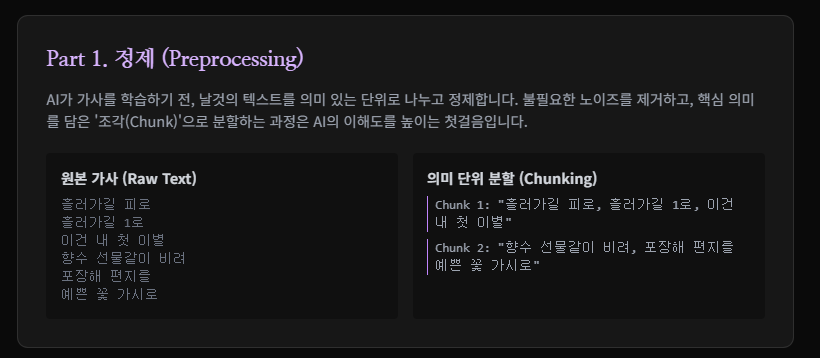 Part 1. 정제 (Preprocessing)
AI가 가사를 학습하기 전, 날것의 텍스트를 의미 있는 단위로 나누고 정제합니다. 불필요한 노이즈를 제거하고, 핵심 의미
를 담은 '조각(Chunk)'으로 분할하는 과정은 AI의 이해도를 높이는 첫걸음입니다.
원본 가사 (Raw Text)
흘러가길 피로
흘러가길 1로
이건 내 첫 이별
향수 선물같이 비려
포장해 편지를
예쁜 꽃 가시로
의미 단위 분할 (Chunking)
Chunk 1: "흘러가길 피로, 흘러가길 1로, 이건
내 첫 이별"
Chunk 2: "향수 선물같이 비려, 포장해 편지를
예쁜 꽃 가시로"